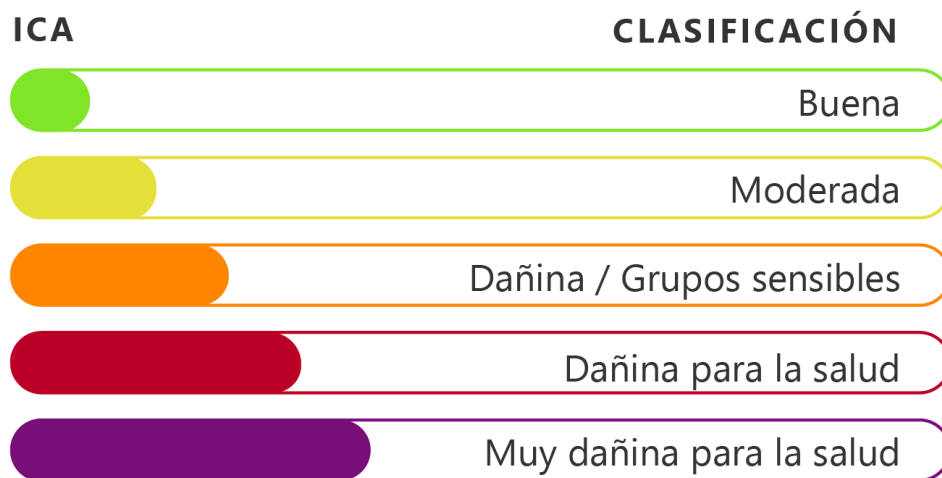 ICA CLASIFICACIÓN
Buena
Moderada
Dañina / Grupos sensibles
Dañina para la salud
Muy dañina para la salud